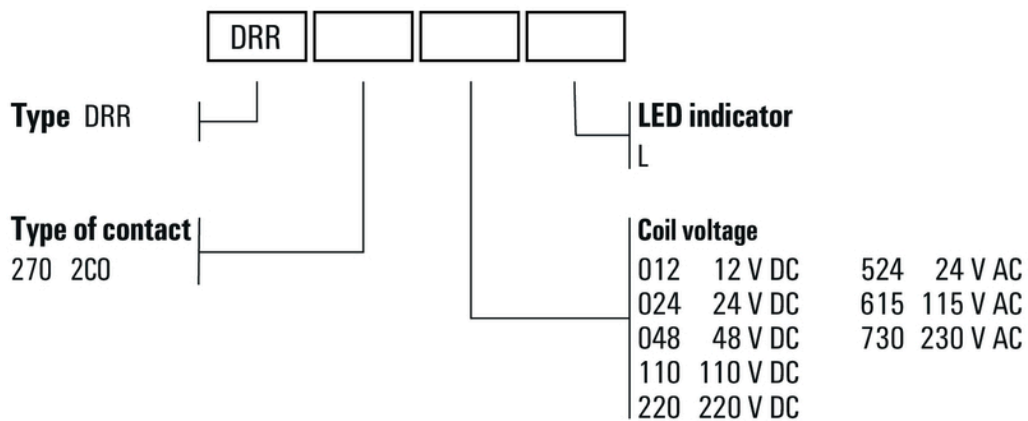 DRR
Type DRR
LED indicator
L
Type of contact
270 2CO
Coil voltage
012 12 V DC 524 24 V AC
024 24 V DC 615 115 V AC
048 48 V DC 730 230 V AC
110 110 V DC
220 220 V DC